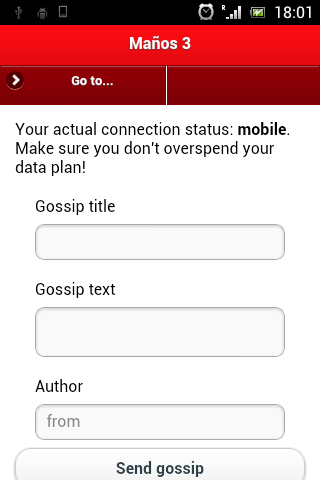 R 18:01
Maños 3
Go to...
Your actual connection status: mobile.
Make sure you don't overspend your
data plan!
Gossip title
Gossip text
Author
from
Send gossip